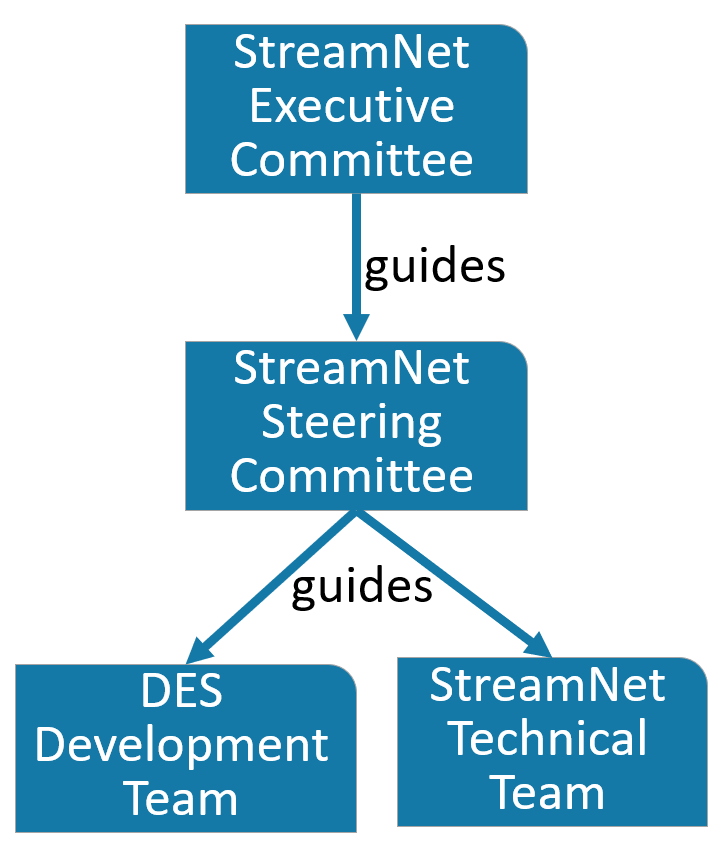 StreamNet
Executive
Committee
guides
StreamNet
Steering
Committee
guides
DES
Development
Team
StreamNet
Technical
Team